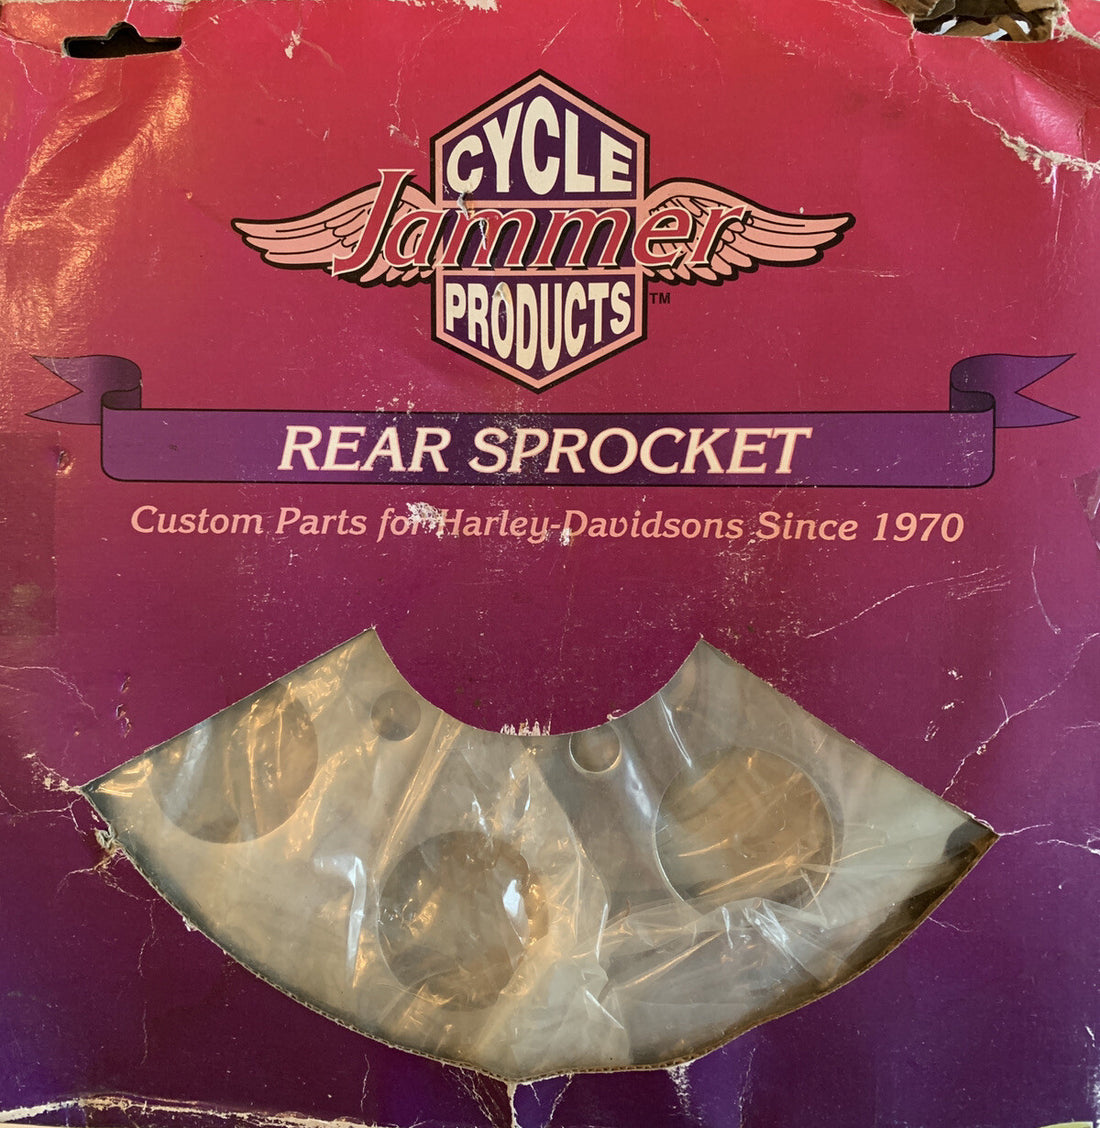 CYCLE
Jammer
PRODUCTS
TM
REAR SPROCKET
Custom Parts for Harley-Davidsons Since 1970